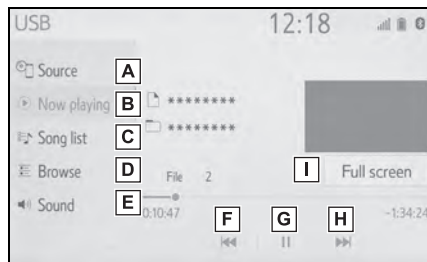 USB
12:18
Source A
Now playing B
********
Song list C
********
Browse D
File 2
I Full screen
Sound E
0:10:47
-1:34:24
F G H